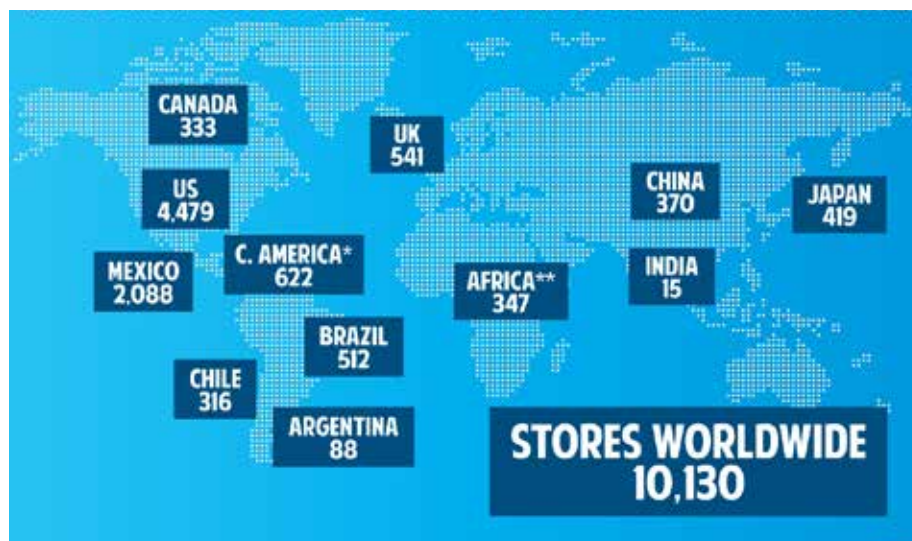 CANADA
333
UK
541
US
4,479
CHINA
370
JAPAN
419
C. AMERICA*
622
MEXICO
2,088
AFRICA**
347
INDIA
15
BRAZIL
512
CHILE
316
ARGENTINA
88
STORES WORLDWIDE
10,130